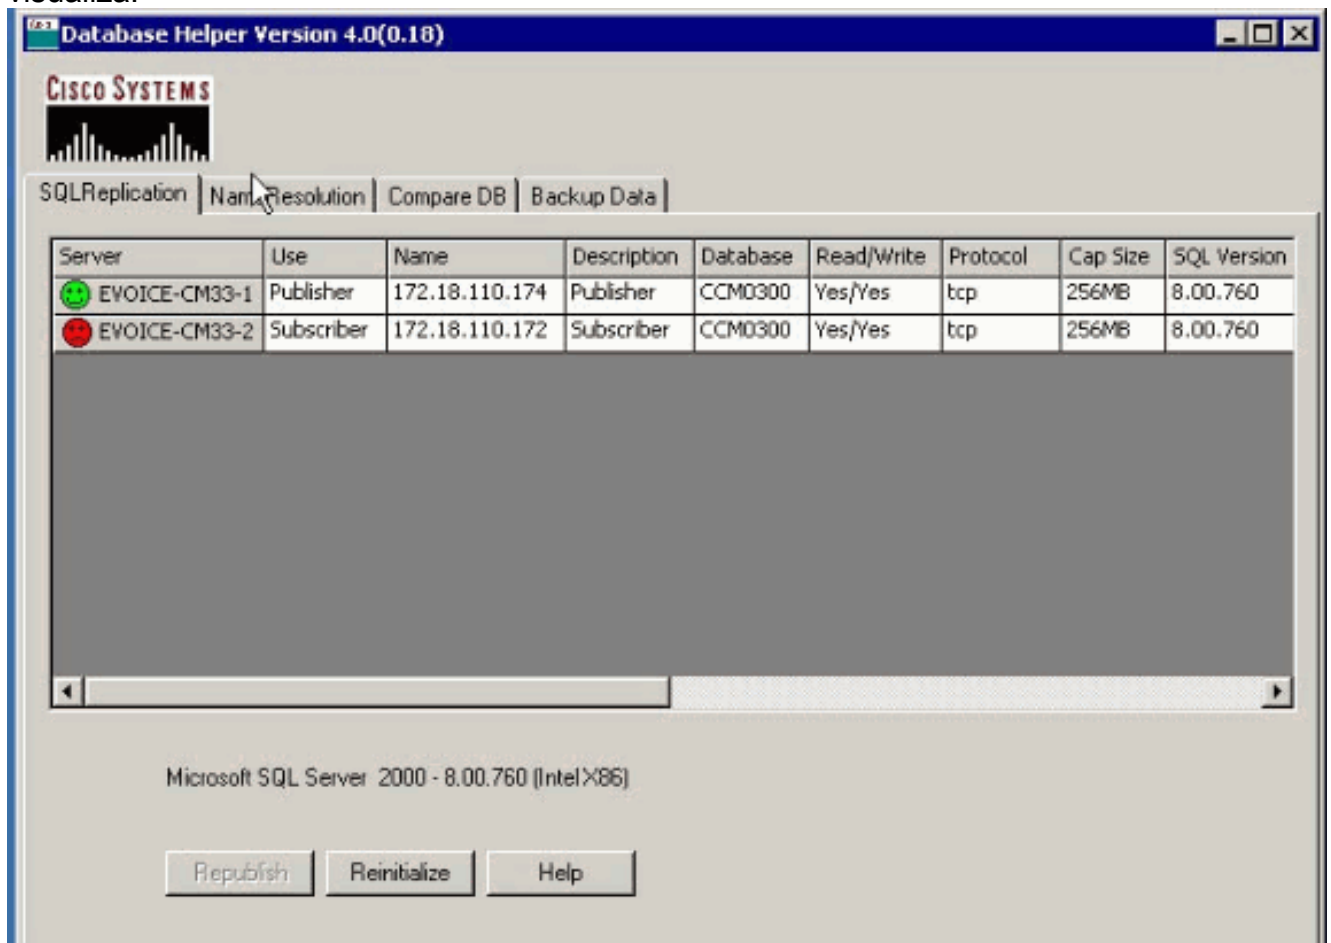 visualiza.
Database Helper Version 4.0(0.18)
CISCO SYSTEMS
SQLReplication Name Resolution Compare DB Backup Data
Server Use Name Description Database Read/Write Protocol Cap Size SQL Version
EVOICE-CM33-1 Publisher 172.18.110.174 Publisher CCM0300 Yes/Yes tcp 256MB 8.00.760
EVOICE-CM33-2 Subscriber 172.18.110.172 Subscriber CCM0300 Yes/Yes tcp 256MB 8.00.760
Microsoft SQL Server 2000 - 8.00.760 (Intel X86)
Republish Reinitialize Help